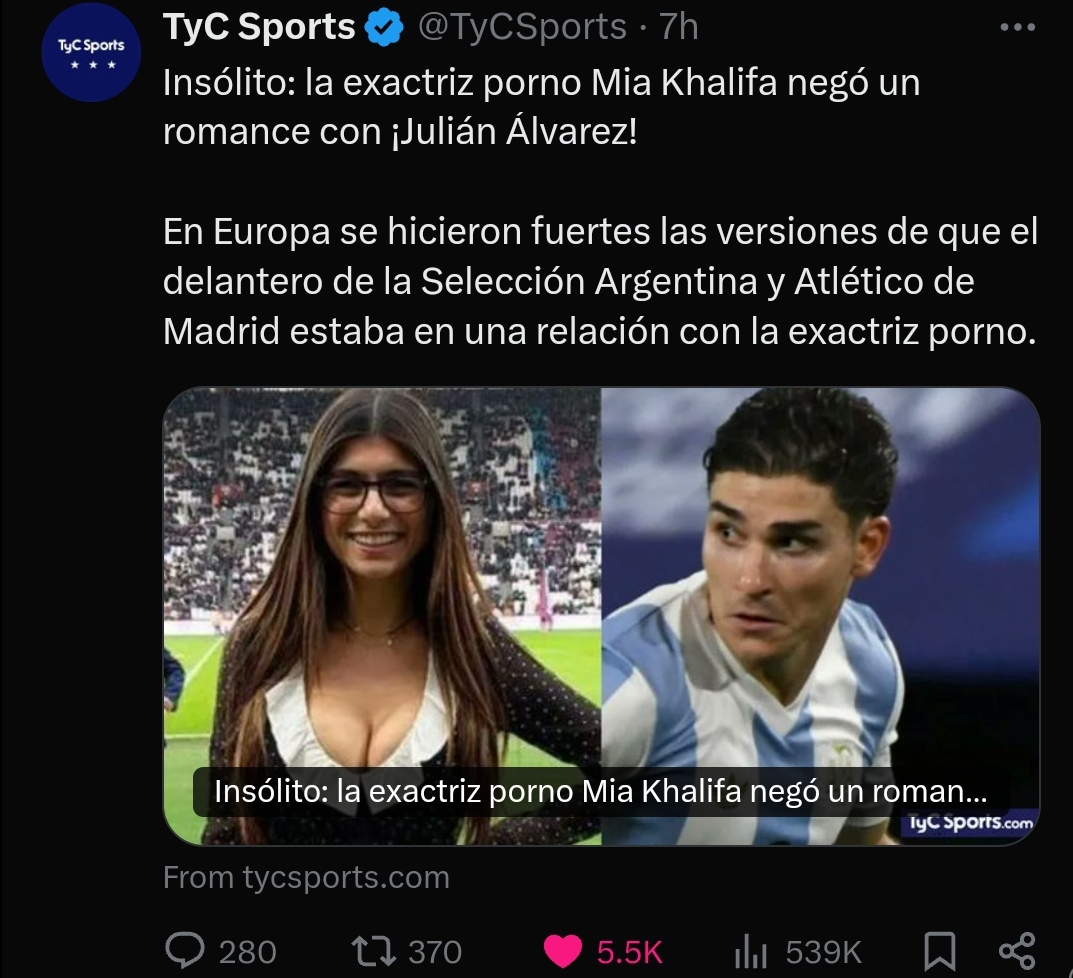 TyC Sports
TyC Sports @TyCSports · 7h
Insólito: la exactriz porno Mia Khalifa negó un
romance con ¡Julián Álvarez!
En Europa se hicieron fuertes las versiones de que el
delantero de la Selección Argentina y Atlético de
Madrid estaba en una relación con la exactriz porno.
Insólito: la exactriz porno Mia Khalifa negó un roman...
TyC Sports.com
From tycsports.com
280 370 5.5K 539K